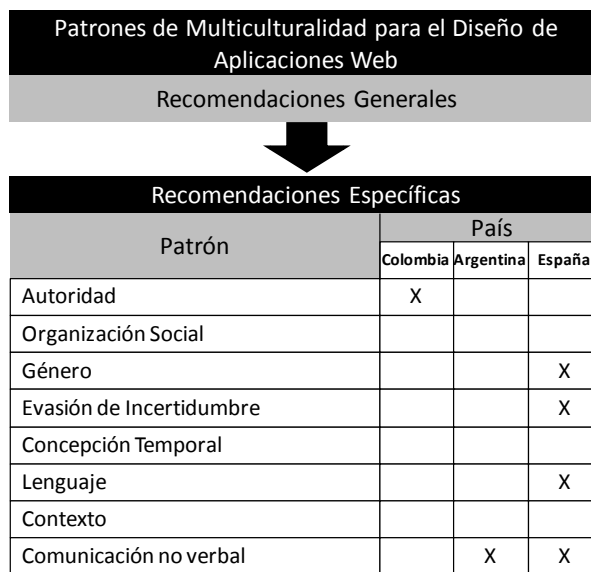 Patrones de Multiculturalidad para el Diseño de
Aplicaciones Web
Recomendaciones Generales
Recomendaciones Específicas
Patrón
País
Colombia Argentina España
Autoridad X
Organización Social
Género X
Evasión de Incertidumbre X
Concepción Temporal
Lenguaje X
Contexto
Comunicación no verbal X X